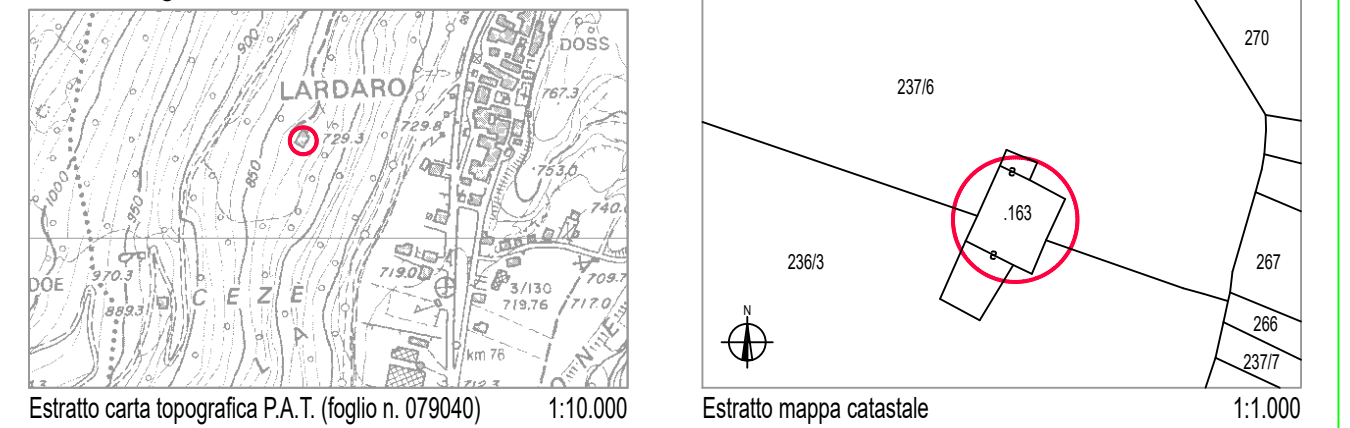 900
DOSS
LARDARO
767.3
729.3
729.8
850
753.0
1000
950
740.
DOE
970.3
719.0
709.7
889.3
C E Z E
3/130
719.76
717.0
L A
O N E
km 76
712.3
Estratto carta topografica P.A.T. (foglio n. 079040) 1:10.000
270
237/6
.163
236/3
267
N
266
237/7
Estratto mappa catastale 1:1.000